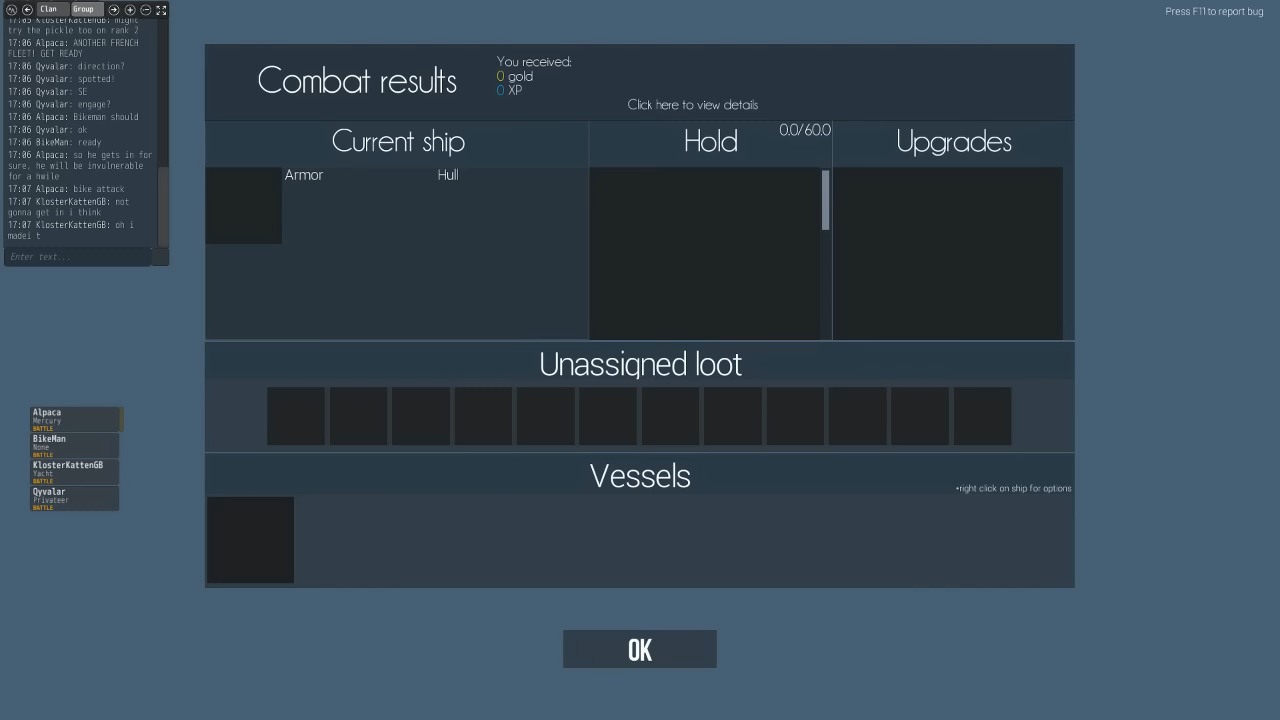 Clan
Group
17:05 KlosterKattenGB: might
try the pickle too on rank 2
17:06 Alpaca: ANOTHER FRENCH
FLEET! GET READY
17:06 Qyvalar: direction?
17:06 Qyvalar: spotted!
17:06 Qyvalar: SE
17:06 Qyvalar: engage?
17:06 Alpaca: Bikeman should
17:06 Qyvalar: ok
17:06 BikeMan: ready
17:06 Alpaca: so he gets in for
sure, he will be invulnerable
for a hwile
17:07 Alpaca: bike attack
17:07 KlosterKattenGB: not
gonna get in i think
17:07 KlosterKattenGB: oh i
madei t
Enter text...
Press F11 to report bug
Combat results
You received:
0 gold
0 XP
Click here to view details
Current ship
Hold
0.0/60.0
Upgrades
Armor
Hull
Unassigned loot
Vessels
•right click on ship for options
Alpaca
Mercury
BATTLE
BikeMan
None
BATTLE
KlosterKattenGB
Yacht
BATTLE
Qyvalar
Privateer
BATTLE
OK